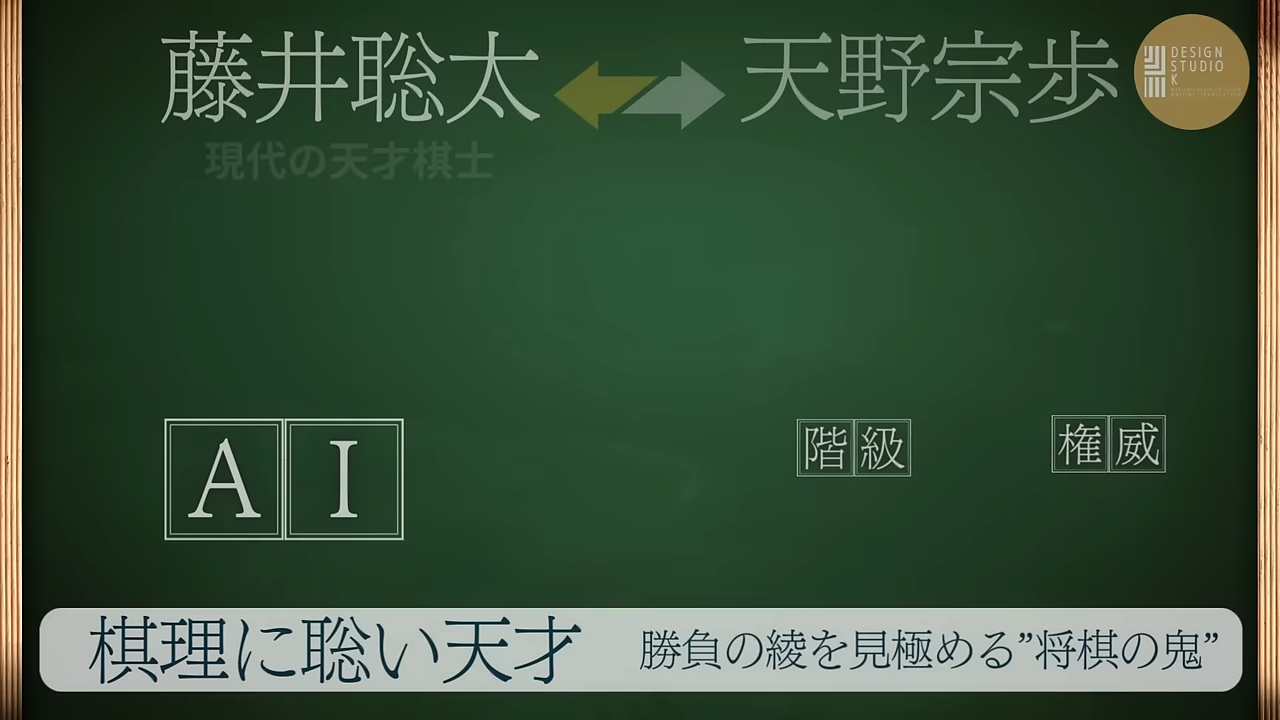 藤井聡太
天野宗歩
DESIGN
STUDIO
K
現代の天才棋士
AI
階級
権威
棋理に聡い天才
勝負の綾を見極める”将棋の鬼”